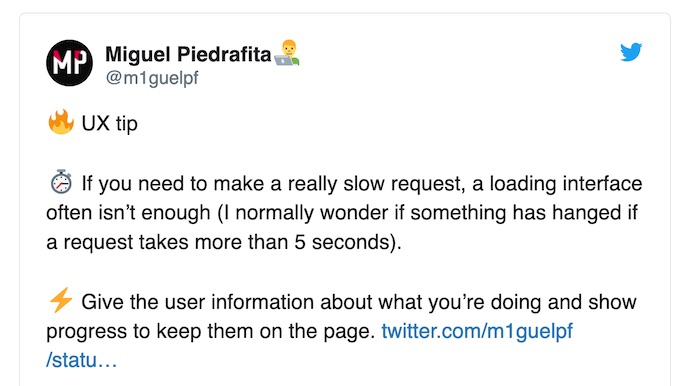 MP
Miguel Piedrafita👨‍💻
@m1guelpf
🔥 UX tip
⏱ If you need to make a really slow request, a loading interface
often isn’t enough (I normally wonder if something has hanged if
a request takes more than 5 seconds).
⚡ Give the user information about what you’re doing and show
progress to keep them on the page. twitter.com/m1guelpf
/statu…